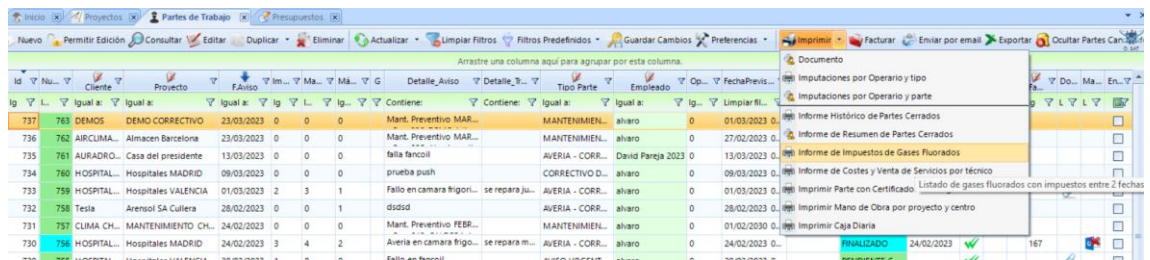 Inicio Proyectos Partes de Trabajo Presupuestos
Nuevo Permitir Edición Consultar Editar Duplicar Eliminar Actualizar Limpiar Filtros Filtros Predefinidos Guardar Cambios Preferencias Imprimir Facturar Enviar por email Exportar Ocultar Partes
Arrastre una columna aquí para agrupar por esta columna.
Id Nu... Cliente Proyecto F.Aviso Im... Ma... Má... G Detalle_Aviso Detalle_Tr... Tipo Parte Empleado Op... FechaPrevis... Fa... Do... Ma... En...
Ig L... Igual a: Igual a: Igual a: Ig L... Ig... Contiene: Contiene: Igual a: Igual a: Ig... Limpiar fil... g L L
737 763 DEMOS DEMO CORRECTIVO 23/03/2023 0 0 0 Mant. Preventivo MAR... MANTENIMIEN... alvaro 0 01/03/2023 0...
736 762 AIRCLIMA... Almacen Barcelona 23/03/2023 0 0 0 Mant. Preventivo MAR... MANTENIMIEN... alvaro 0 27/02/2023 0...
735 761 AURADRO... Casa del presidente 13/03/2023 0 0 0 falla fancoil AVERIA - CORR... David Pareja 2023 0 13/03/2023 0...
734 760 HOSPITAL... Hospitales MADRID 09/03/2023 0 0 0 prueba push CORRECTIVO D... alvaro 0 09/03/2023 0...
733 759 HOSPITAL... Hospitales VALENCIA 01/03/2023 2 3 1 Fallo en camara frigori... se repara ju... AVERIA - CORR... alvaro 0 01/03/2023 0...
732 758 Tesla Arensol SA Cullera 28/02/2023 0 0 1 dsdsd AVERIA - CORR... alvaro 0 28/02/2023 0...
731 757 CLIMA CH... MANTENIMIENTO CH... 24/02/2023 0 0 0 Mant. Preventivo FEBR... MANTENIMIEN... alvaro 0 01/02/2030 0...
730 756 HOSPITAL... Hospitales MADRID 24/02/2023 3 4 2 Averia en camara frigo... se repara m... AVERIA - CORR... alvaro 0 24/02/2023 0... FINALIZADO 24/02/2023 167
Documento
Imputaciones por Operario y tipo
Imputaciones por Operario y parte
Informe Histórico de Partes Cerrados
Informe de Resumen de Partes Cerrados
Informe de Impuestos de Gases Fluorados
Informe de Costes y Venta de Servicios por técnico
Imprimir Parte con Certificado
Listado de gases fluorados con impuestos entre 2 fechas
Imprimir Mano de Obra por proyecto y centro
Imprimir Caja Diaria